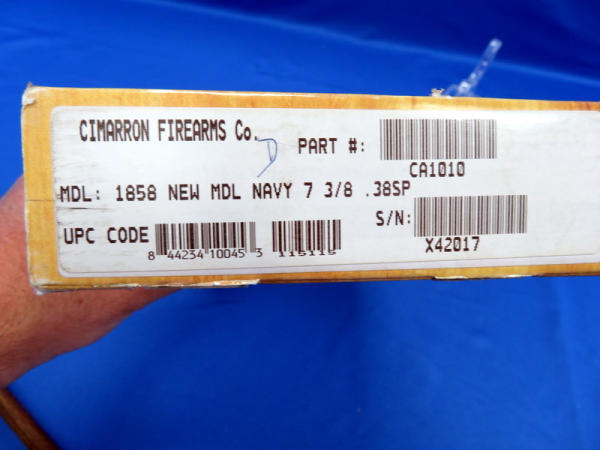 CIMARRON FIREARMS Co.
D
PART #:
CA1010
MDL: 1858 NEW MDL NAVY 7 3/8 .38SP
S/N:
X42017
UPC CODE
8 44234 10045 3 115115